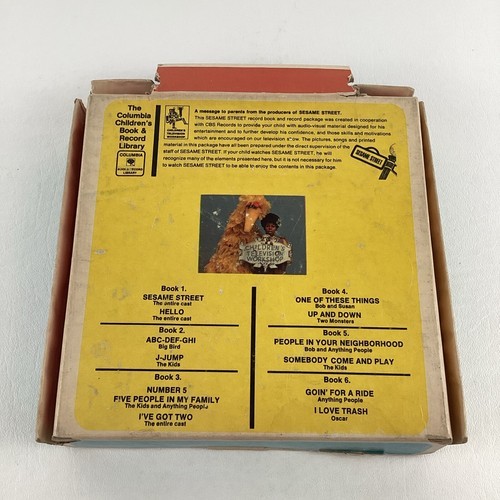 The
Columbia
Children's
Book &
Record
Library
COLUMBIA
CHILDREN'S
TELEVISION
WORKSHOP
A message to parents from the producers of SESAME STREET.
This SESAME STREET record book and record package was created in cooperation
with CBS Records to provide your child with audio-visual material designed for his
entertainment and to further develop his confidence, and those skills and motivations
which are encouraged on our television show. The pictures, songs and printed
material in this package have all been prepared under the direct supervision of the
staff of SESAME STREET. If your child watches SESAME STREET, he will
recognize many of the elements presented here, but it is not necessary for him
to watch SESAME STREET to be able to enjoy the contents in this package.
SESAME STREET
CHILDREN'S
TELEVISION
WORKSHOP
Book 1.
SESAME STREET
The entire cast
HELLO
The entire cast
Book 2.
ABC-DEF-GHI
Big Bird
J-JUMP
The Kids
Book 3.
NUMBER 5
FIVE PEOPLE IN MY FAMILY
The Kids and Anything People
I'VE GOT TWO
The entire cast
Book 4.
ONE OF THESE THINGS
Bob and Susan
UP AND DOWN
Two Monsters
Book 5.
PEOPLE IN YOUR NEIGHBORHOOD
Bob and Anything People
SOMEBODY COME AND PLAY
The Kids
Book 6.
GOIN' FOR A RIDE
Anything People
I LOVE TRASH
Oscar